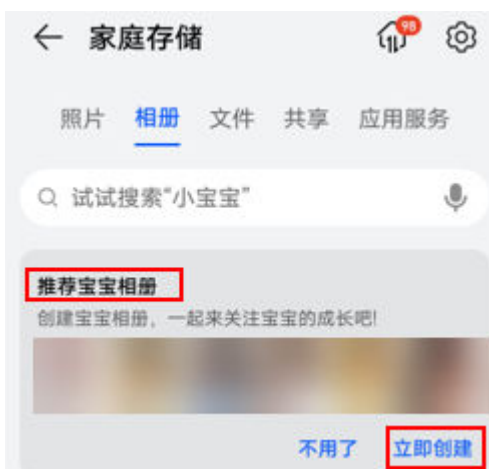 家庭存储
98
照片 相册 文件 共享 应用服务
试试搜索“小宝宝”
推荐宝宝相册
创建宝宝相册，一起来关注宝宝的成长吧!
不用了 立即创建